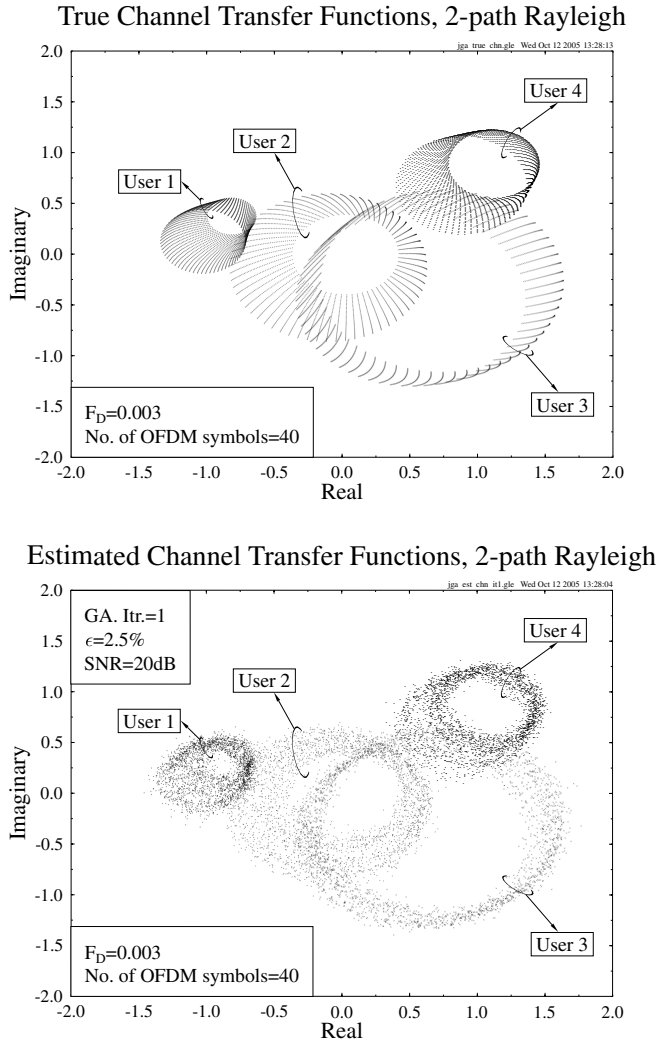 True Channel Transfer Functions, 2-path Rayleigh
jga_true_chn.gle Wed Oct 12 2005 13:28:13
2.0
1.5
1.0
0.5
0.0
-0.5
-1.0
-1.5
-2.0
Imaginary
User 4
User 2
User 1
User 3
F_D=0.003
No. of OFDM symbols=40
-2.0 -1.5 -1.0 -0.5 0.0 0.5 1.0 1.5 2.0
Real
Estimated Channel Transfer Functions, 2-path Rayleigh
jga_est_chn_it1.gle Wed Oct 12 2005 13:28:04
2.0
1.5
1.0
0.5
0.0
-0.5
-1.0
-1.5
-2.0
Imaginary
GA. Itr.=1
ϵ=2.5%
SNR=20dB
User 4
User 2
User 1
User 3
F_D=0.003
No. of OFDM symbols=40
-2.0 -1.5 -1.0 -0.5 0.0 0.5 1.0 1.5 2.0
Real